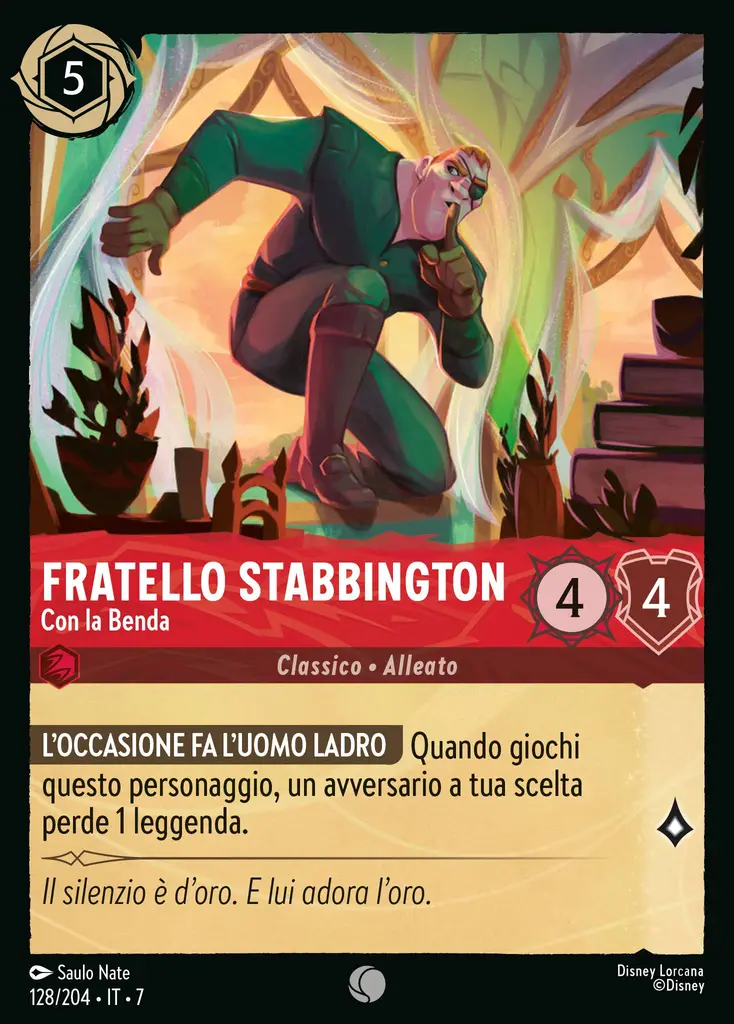 5
FRATELLO STABBINGTON
Con la Benda
4
4
Classico • Alleato
L'OCCASIONE FA L'UOMO LADRO Quando giochi
questo personaggio, un avversario a tua scelta
perde 1 leggenda.
Il silenzio è d'oro. E lui adora l'oro.
Saulo Nate
128/204 • IT • 7
Disney Lorcana
©Disney